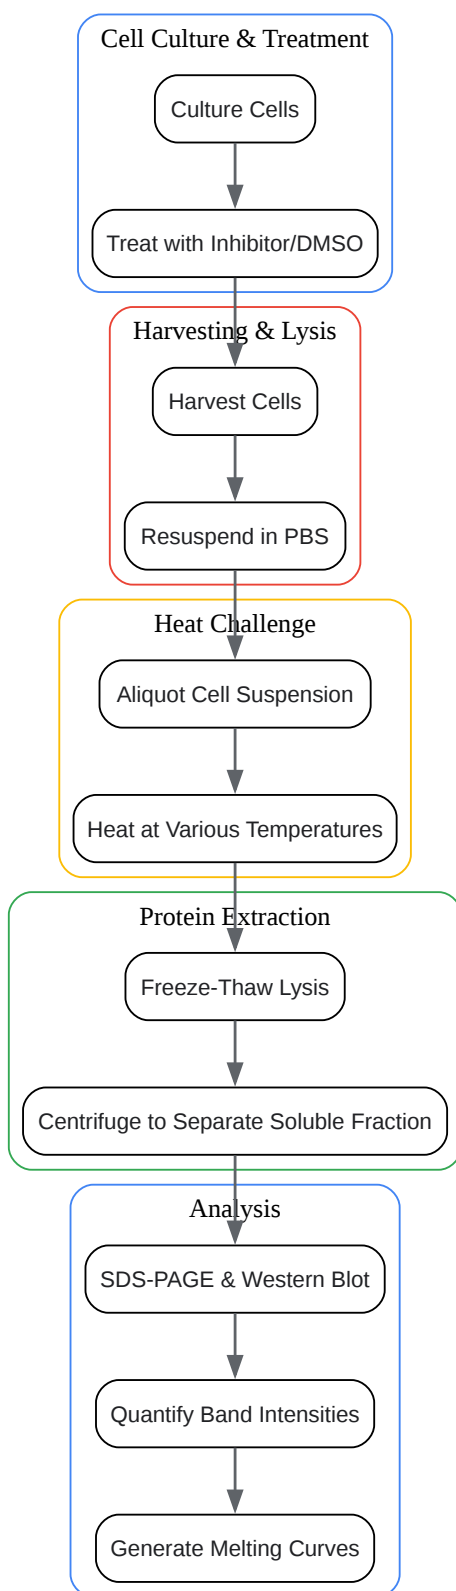 Cell Culture & Treatment
Culture Cells
Treat with Inhibitor/DMSO
Harvesting & Lysis
Harvest Cells
Resuspend in PBS
Heat Challenge
Aliquot Cell Suspension
Heat at Various Temperatures
Protein Extraction
Freeze-Thaw Lysis
Centrifuge to Separate Soluble Fraction
Analysis
SDS-PAGE & Western Blot
Quantify Band Intensities
Generate Melting Curves